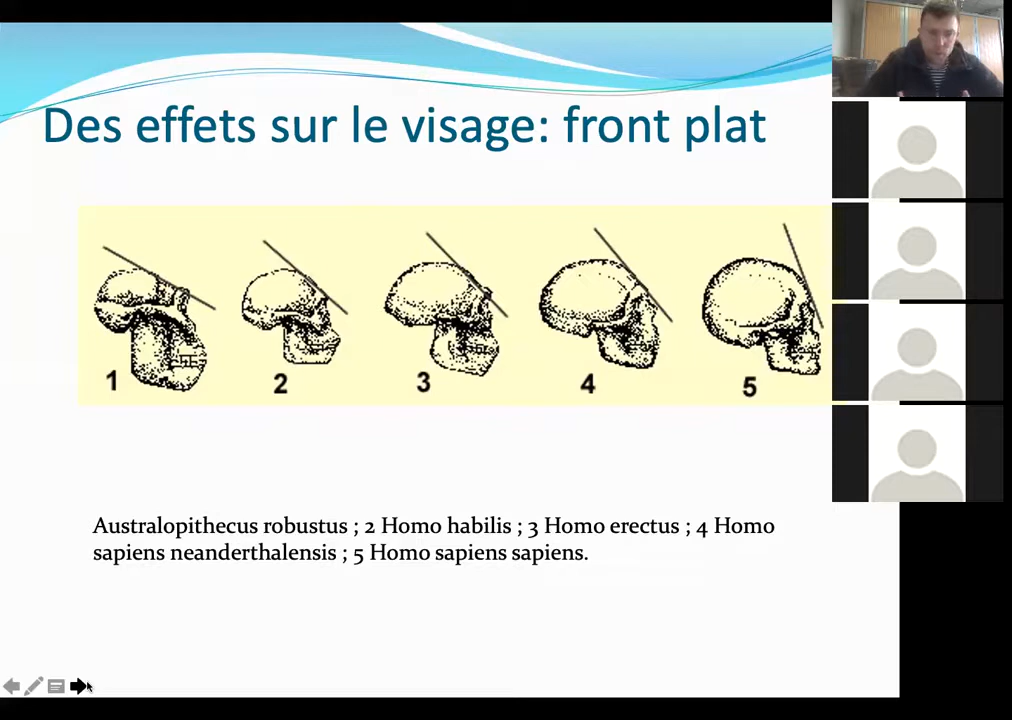 Des effets sur le visage: front plat
1 2 3 4 5
Australopithecus robustus ; 2 Homo habilis ; 3 Homo erectus ; 4 Homo
sapiens neanderthalensis ; 5 Homo sapiens sapiens.